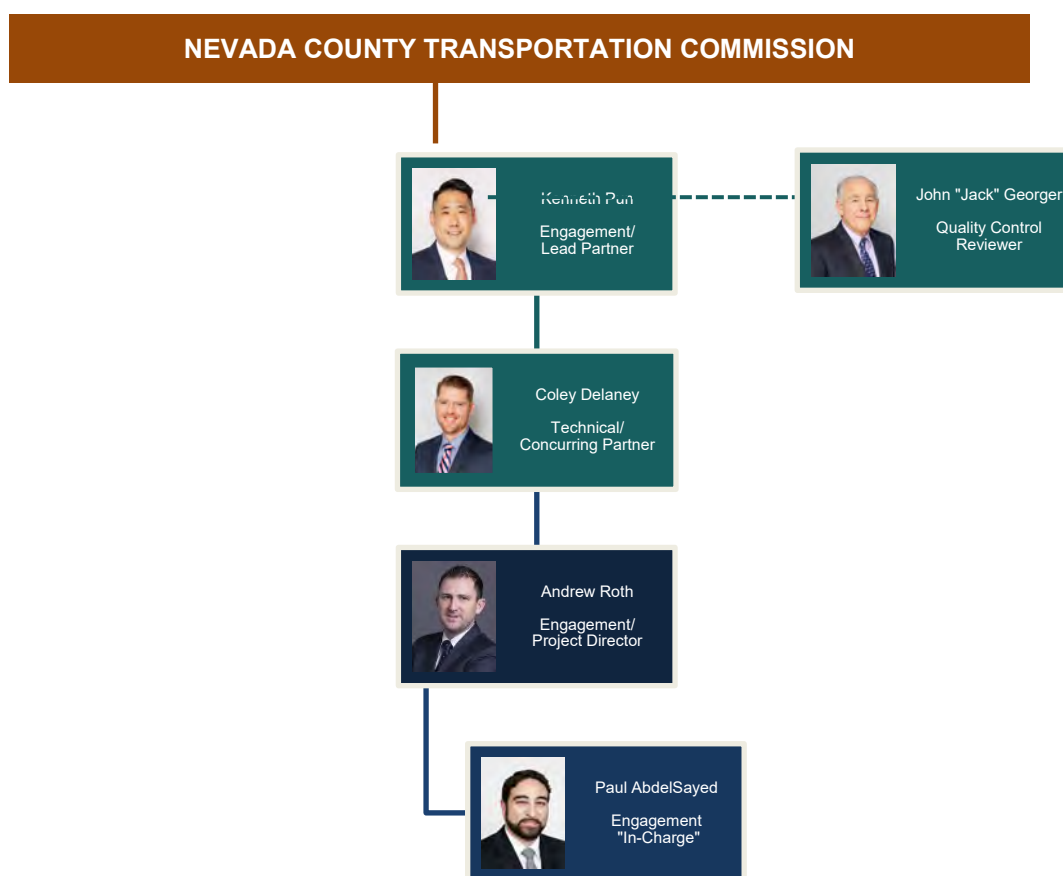 NEVADA COUNTY TRANSPORTATION COMMISSION
Kenneth Pun
Engagement/
Lead Partner
John "Jack" Georger
Quality Control
Reviewer
Coley Delaney
Technical/
Concurring Partner
Andrew Roth
Engagement/
Project Director
Paul AbdelSayed
Engagement
"In-Charge"